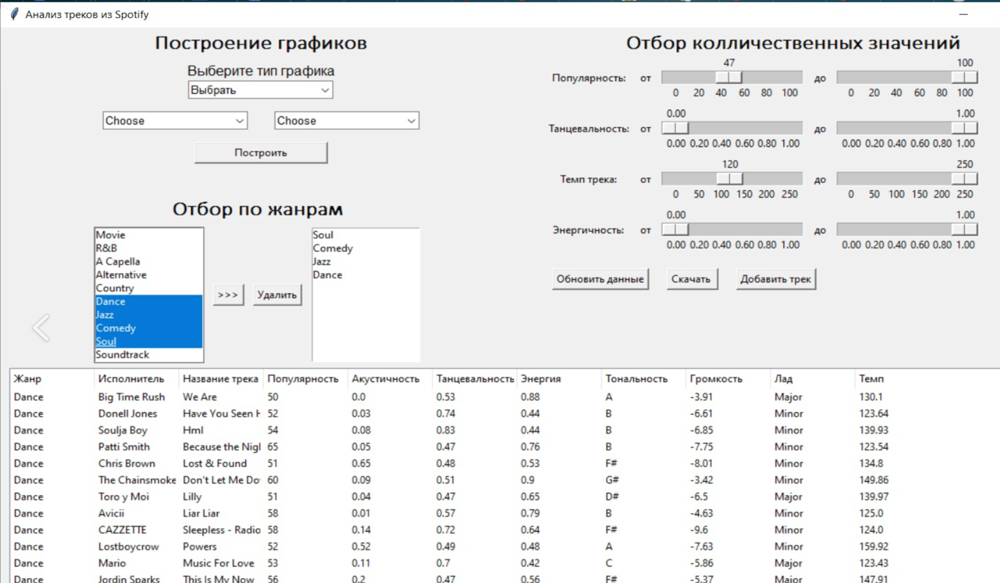 Анализ треков из Spotify
Построение графиков
Выберите тип графика
Выбрать
Choose Choose
Построить
Отбор по жанрам
Movie
R&B
A Capella
Alternative
Country
Dance
Jazz
Comedy
Soul
Soundtrack
>>> Удалить
Soul
Comedy
Jazz
Dance
Отбор колличественных значений
47 100
Популярность: от до
0 20 40 60 80 100 0 20 40 60 80 100
0.00 1.00
Танцевальность: от до
0.00 0.20 0.40 0.60 0.80 1.00 0.00 0.20 0.40 0.60 0.80 1.00
120 250
Темп трека: от до
0 50 100 150 200 250 0 50 100 150 200 250
0.00 1.00
Энергичность: от до
0.00 0.20 0.40 0.60 0.80 1.00 0.00 0.20 0.40 0.60 0.80 1.00
Обновить данные Скачать Добавить трек
Жанр Исполнитель Название трека Популярность Акустичность Танцевальность Энергия Тональность Громкость Лад Темп
Dance Big Time Rush We Are 50 0.0 0.53 0.88 A -3.91 Major 130.1
Dance Donell Jones Have You Seen H 52 0.03 0.74 0.44 B -6.61 Minor 123.64
Dance Soulja Boy Hml 54 0.08 0.83 0.44 B -6.85 Minor 139.93
Dance Patti Smith Because the Nigl 65 0.05 0.47 0.76 B -7.75 Minor 123.54
Dance Chris Brown Lost & Found 51 0.65 0.48 0.53 F# -8.01 Minor 134.8
Dance The Chainsmoke Don't Let Me Do 60 0.09 0.51 0.9 G# -3.42 Minor 149.86
Dance Toro y Moi Lilly 51 0.04 0.47 0.65 D# -6.5 Major 139.97
Dance Avicii Liar Liar 58 0.01 0.57 0.79 B -4.63 Minor 125.0
Dance CAZZETTE Sleepless - Radio 58 0.14 0.72 0.64 F# -9.6 Minor 124.0
Dance Lostboycrow Powers 52 0.52 0.49 0.48 A -7.63 Minor 159.92
Dance Mario Music For Love 53 0.11 0.7 0.42 C -5.86 Major 123.43
Dance Jordin Sparks This Is My Now 56 0.2 0.47 0.56 F# -5.37 Major 147.91